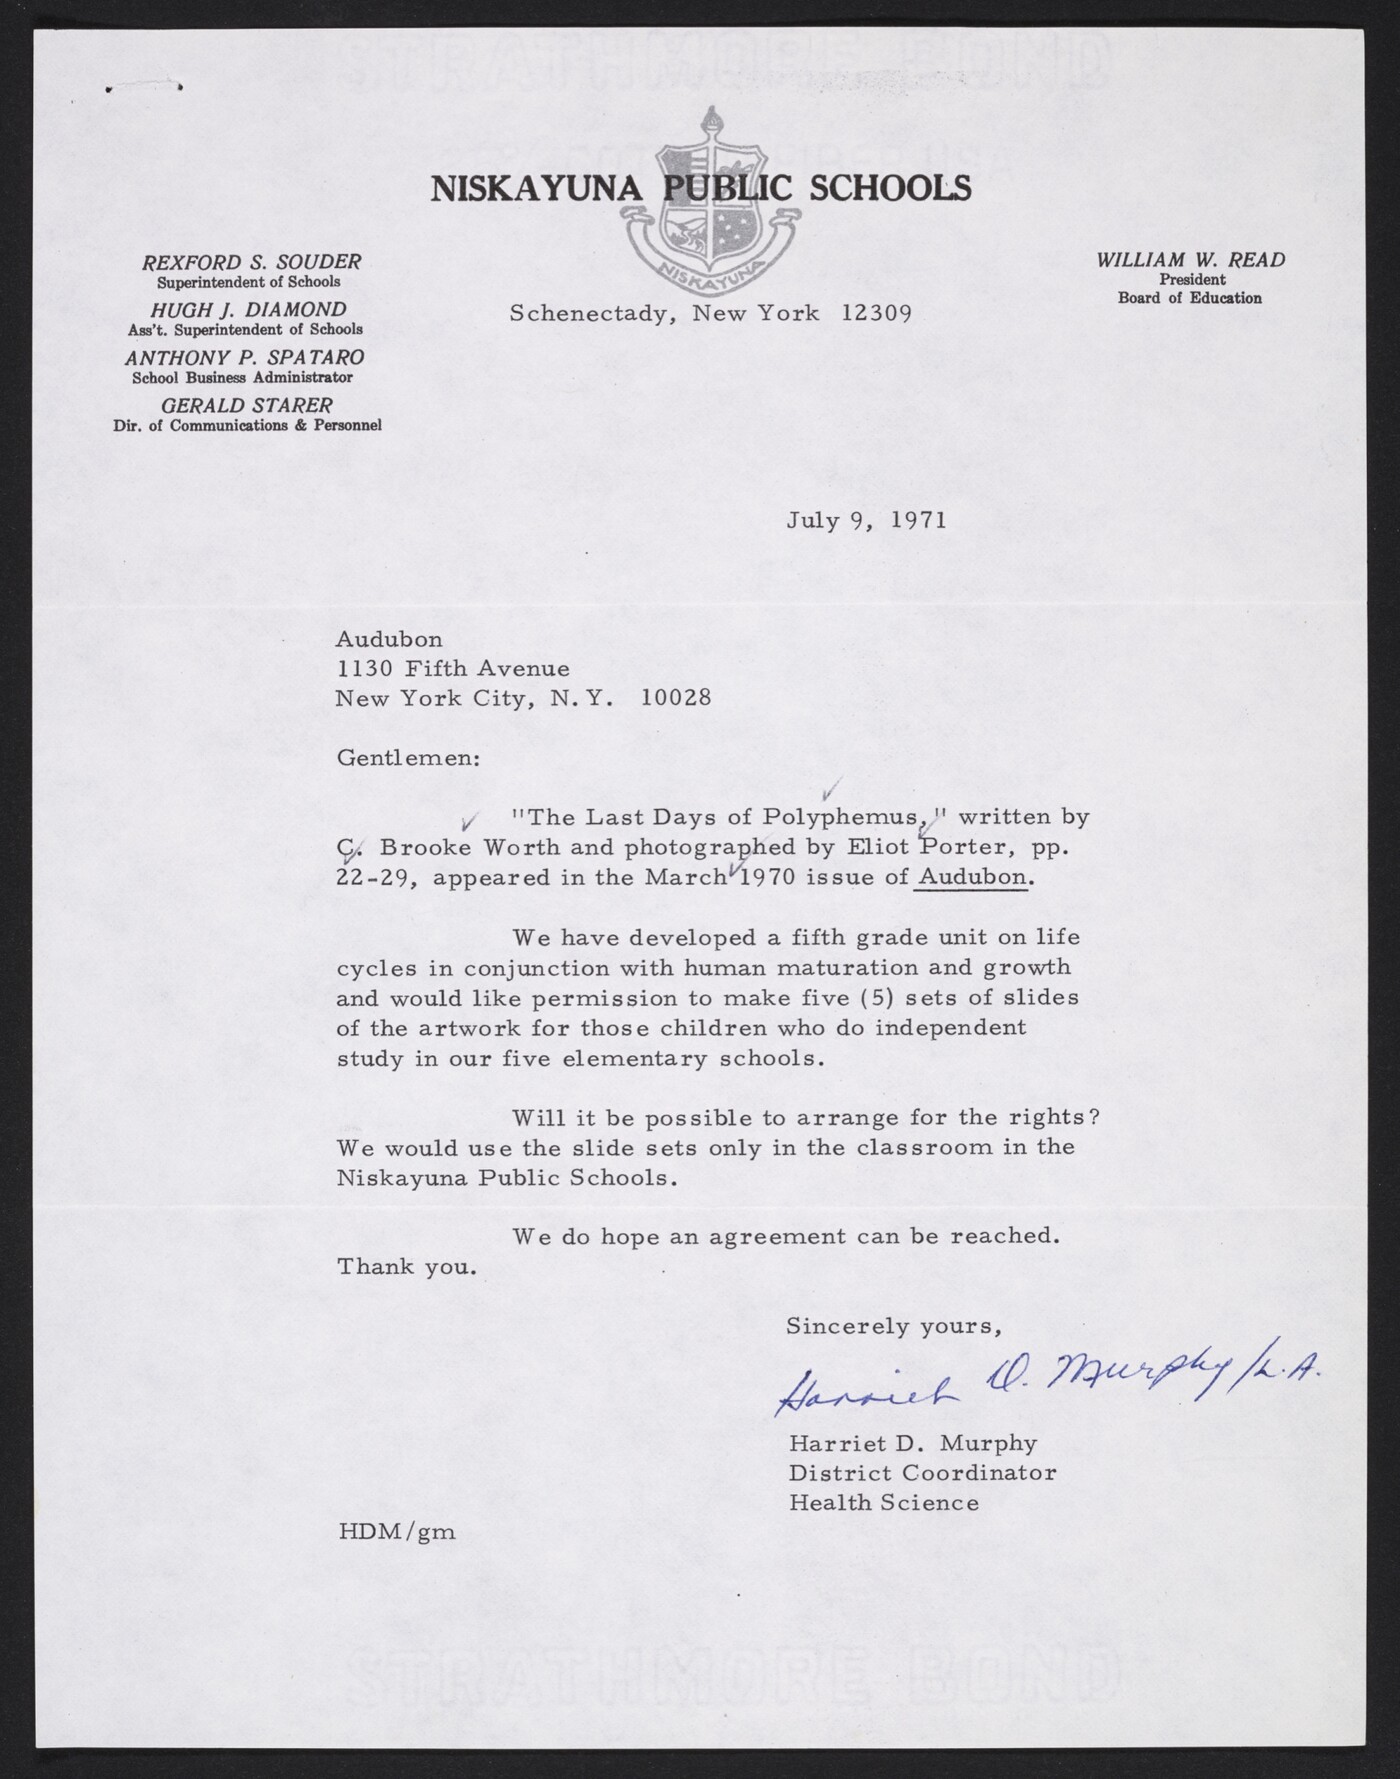 STRATHMORE BOND
NISKAYUNA PUBLIC SCHOOLS
NISKAYUNA
Schenectady, New York 12309
REXFORD S. SOUDER
Superintendent of Schools
HUGH J. DIAMOND
Ass't. Superintendent of Schools
ANTHONY P. SPATARO
School Business Administrator
GERALD STARER
Dir. of Communications & Personnel
WILLIAM W. READ
President
Board of Education
July 9, 1971
Audubon
1130 Fifth Avenue
New York City, N.Y. 10028
Gentlemen:
"The Last Days of Polyphemus," written by
C. Brooke Worth and photographed by Eliot Porter, pp.
22-29, appeared in the March 1970 issue of Audubon.
We have developed a fifth grade unit on life
cycles in conjunction with human maturation and growth
and would like permission to make five (5) sets of slides
of the artwork for those children who do independent
study in our five elementary schools.
Will it be possible to arrange for the rights?
We would use the slide sets only in the classroom in the
Niskayuna Public Schools.
We do hope an agreement can be reached.
Thank you.
Sincerely yours,
Harriet D. Murphy/L.A.
Harriet D. Murphy
District Coordinator
Health Science
HDM/gm
STRATHMORE BOND